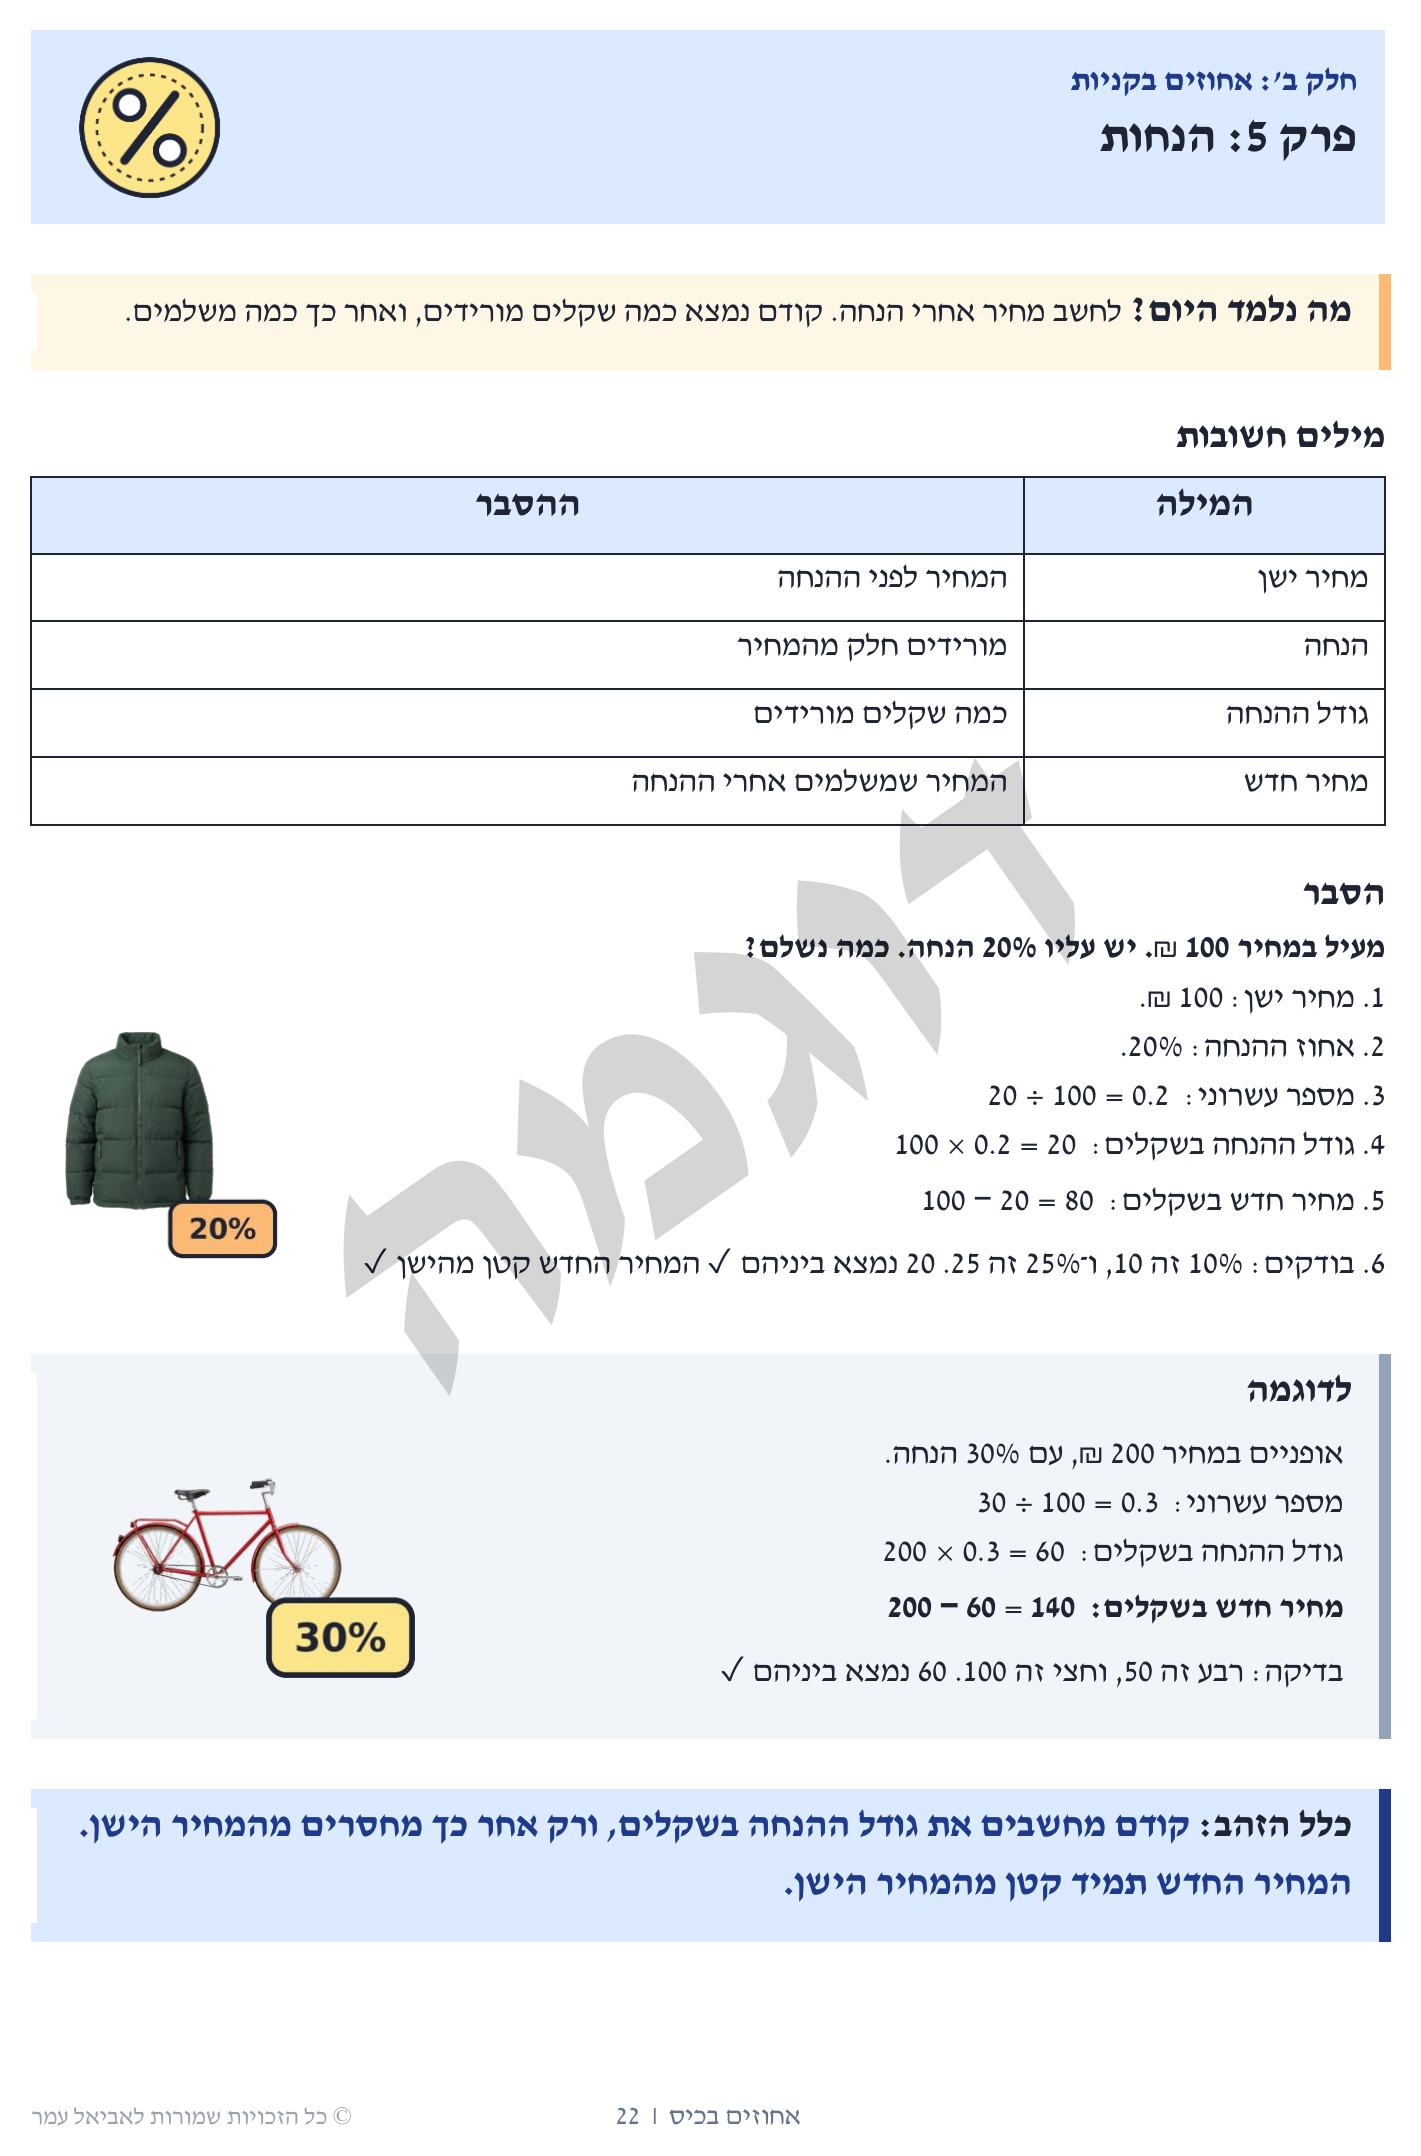 חלק ב': אחוזים בקניות
פרק 5: הנחות
מה נלמד היום? לחשב מחיר אחרי הנחה. קודם נמצא כמה שקלים מורידים, ואחר כך כמה משלמים.
מילים חשובות
המילה ההסבר
מחיר ישן המחיר לפני ההנחה
הנחה מורידים חלק מהמחיר
גודל ההנחה כמה שקלים מורידים
מחיר חדש המחיר שמשלמים אחרי ההנחה
הסבר
מעיל במחיר 100 ₪. יש עליו 20% הנחה. כמה נשלם?
1. מחיר ישן: 100 ₪.
2. אחוז ההנחה: 20%.
3. מספר עשרוני: 20 ÷ 100 = 0.2
4. גודל ההנחה בשקלים: 100 × 0.2 = 20
5. מחיר חדש בשקלים: 100 − 20 = 80
6. בודקים: 10% זה 10, ו־25% זה 25. 20 נמצא ביניהם ✓ המחיר החדש קטן מהישן ✓
20%
דוגמה
לדוגמה
אופניים במחיר 200 ₪, עם 30% הנחה.
מספר עשרוני: 30 ÷ 100 = 0.3
גודל ההנחה בשקלים: 200 × 0.3 = 60
מחיר חדש בשקלים: 200 − 60 = 140
בדיקה: רבע זה 50, וחצי זה 100. 60 נמצא ביניהם ✓
30%
כלל הזהב: קודם מחשבים את גודל ההנחה בשקלים, ורק אחר כך מחסרים מהמחיר הישן.
המחיר החדש תמיד קטן מהמחיר הישן.
אחוזים בכיס | 22
© כל הזכויות שמורות לאביאל עמר